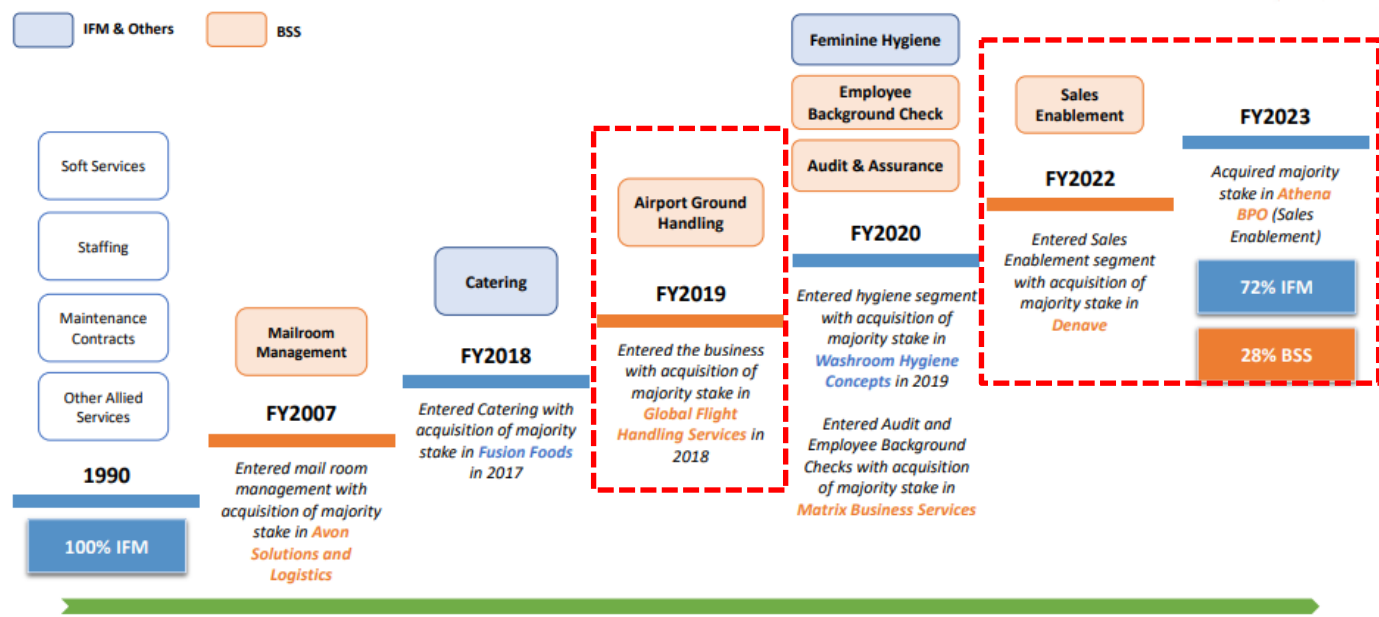 IFM & Others
BSS
Soft Services
Staffing
Maintenance
Contracts
Other Allied
Services
1990
100% IFM
Mailroom
Management
FY2007
Entered mail room
management with
acquisition of majority
stake in Avon
Solutions and
Logistics
Catering
FY2018
Entered Catering with
acquisition of majority
stake in Fusion Foods
in 2017
Airport Ground
Handling
FY2019
Entered the business
with acquisition of
majority stake in
Global Flight
Handling Services in
2018
Feminine Hygiene
Employee
Background Check
Audit & Assurance
FY2020
Entered hygiene segment
with acquisition of
majority stake in
Washroom Hygiene
Concepts in 2019
Entered Audit and
Employee Background
Checks with acquisition
of majority stake in
Matrix Business Services
Sales
Enablement
FY2022
Entered Sales
Enablement segment
with acquisition of
majority stake in
Denave
FY2023
Acquired majority
stake in Athena
BPO (Sales
Enablement)
72% IFM
28% BSS